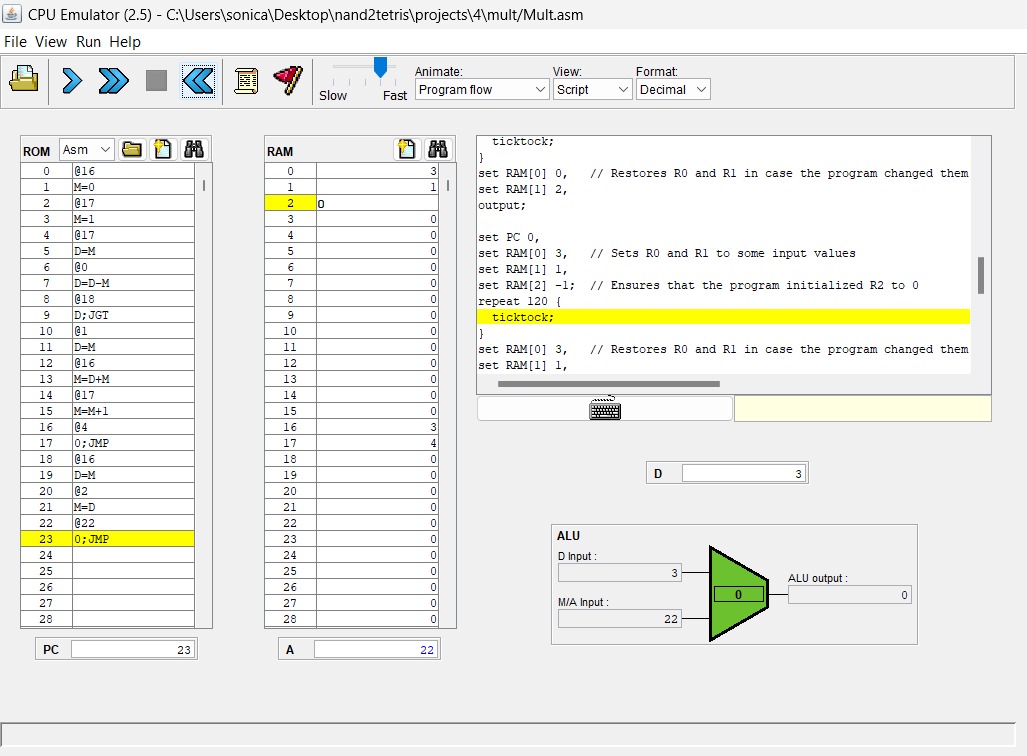 CPU Emulator (2.5) - C:\Users\sonica\Desktop\nand2tetris\projects\4\mult/Mult.asm
File View Run Help
Slow Fast
Animate: View: Format:
Program flow Script Decimal
ROM Asm
0 @16
1 M=0
2 @17
3 M=1
4 @17
5 D=M
6 @0
7 D=D-M
8 @18
9 D;JGT
10 @1
11 D=M
12 @16
13 M=D+M
14 @17
15 M=M+1
16 @4
17 0;JMP
18 @16
19 D=M
20 @2
21 M=D
22 @22
23 0;JMP
24
25
26
27
28
PC 23
RAM
0 3
1 1
2 0
3 0
4 0
5 0
6 0
7 0
8 0
9 0
10 0
11 0
12 0
13 0
14 0
15 0
16 3
17 4
18 0
19 0
20 0
21 0
22 0
23 0
24 0
25 0
26 0
27 0
28 0
A 22
ticktock;
}
set RAM[0] 0, // Restores R0 and R1 in case the program changed them
set RAM[1] 2,
output;
set PC 0,
set RAM[0] 3, // Sets R0 and R1 to some input values
set RAM[1] 1,
set RAM[2] -1; // Ensures that the program initialized R2 to 0
repeat 120 {
ticktock;
}
set RAM[0] 3, // Restores R0 and R1 in case the program changed them
set RAM[1] 1,
D 3
ALU
D Input :
3
M/A Input :
22
0
ALU output :
0